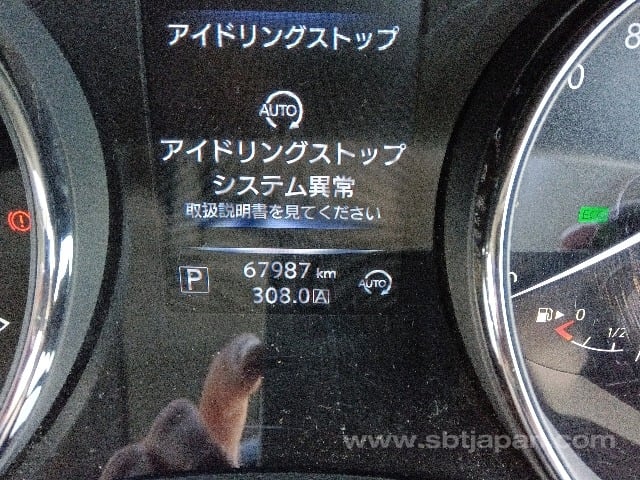 アイドリングストップ
AUTO
アイドリングストップ
システム異常
取扱説明書を見てください
P 67987 km AUTO
308.0 A
8
0
ECO
0
1/2
www.sbtjapan.com